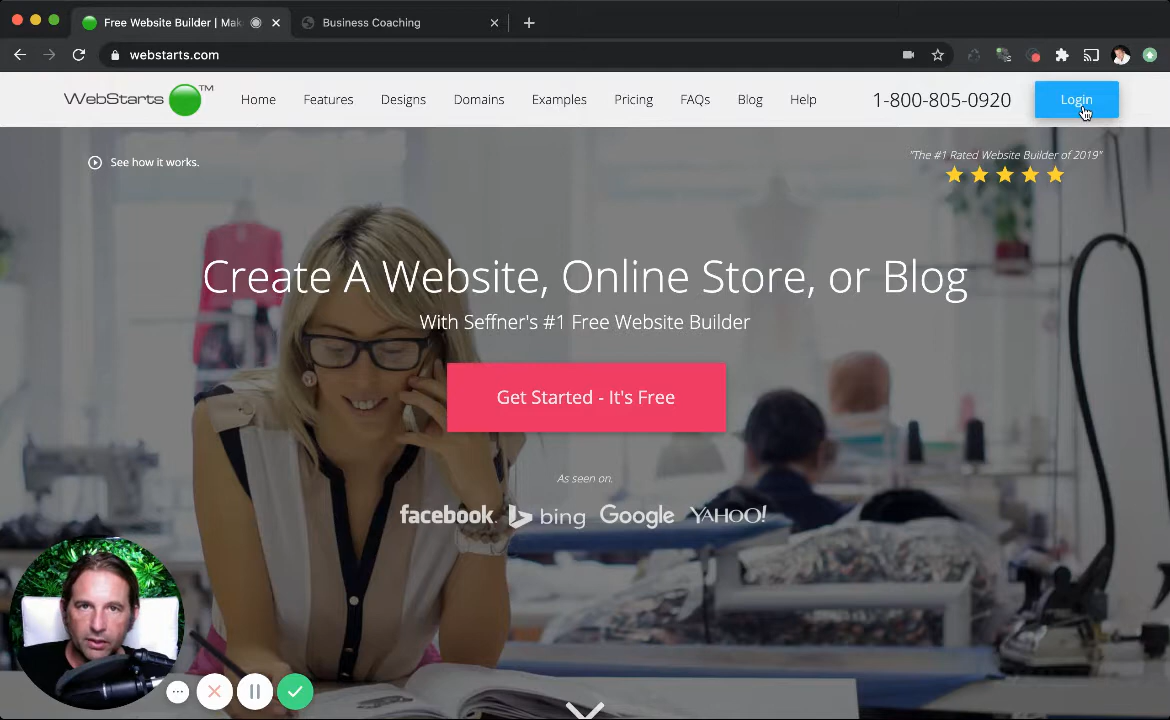 Free Website Builder | Mak
Business Coaching
webstarts.com
WebStarts TM
Home
Features
Designs
Domains
Examples
Pricing
FAQs
Blog
Help
1-800-805-0920
Login
See how it works.
"The #1 Rated Website Builder of 2019"
Create A Website, Online Store, or Blog
With Seffner's #1 Free Website Builder
Get Started - It's Free
As seen on:
facebook.
bing
Google
YAHOO!